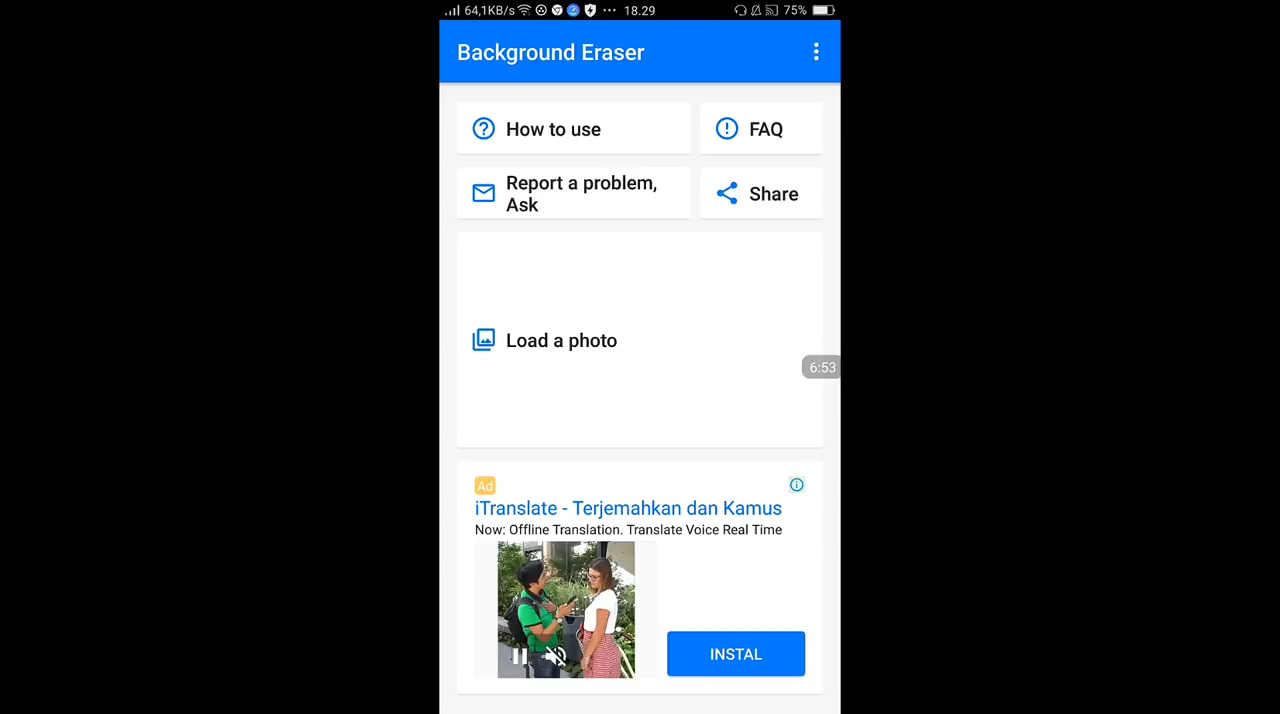 64,1KB/s ··· 18.29 75%
Background Eraser
How to use
FAQ
Report a problem,
Ask
Share
Load a photo
6:53
Ad
iTranslate - Terjemahkan dan Kamus
Now: Offline Translation. Translate Voice Real Time
INSTAL